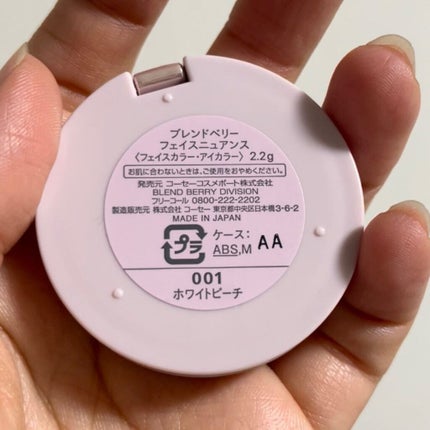 ブレンドベリー
フェイスニュアンス
〈フェイスカラー・アイカラー〉 2.2g
お肌に合わないときは、ご使用をおやめください。
発売元 コーセーコスメポート株式会社
BLEND BERRY DIVISION
フリーコール 0800-222-2202
製造販売元 株式会社 コーセー 東京都中央区日本橋3-6-2
MADE IN JAPAN
プラ
ケース:
ABS,M AA
001
ホワイトピーチ